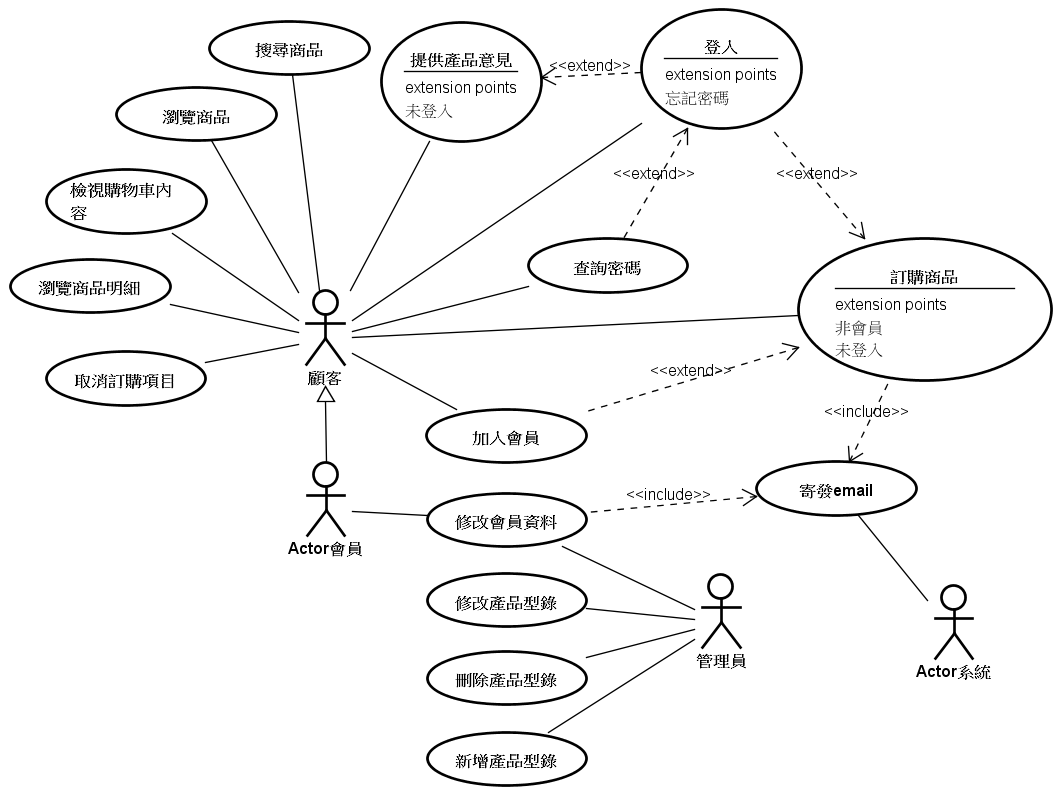 搜尋商品
提供產品意見
extension points
未登入
<<extend>>
登入
extension points
忘記密碼
瀏覽商品
<<extend>>
<<extend>>
檢視購物車內
容
查詢密碼
瀏覽商品明細
訂購商品
extension points
非會員
未登入
取消訂購項目
顧客
<<extend>>
<<include>>
加入會員
寄發email
<<include>>
修改會員資料
Actor會員
修改產品型錄
管理員
Actor系統
刪除產品型錄
新增產品型錄